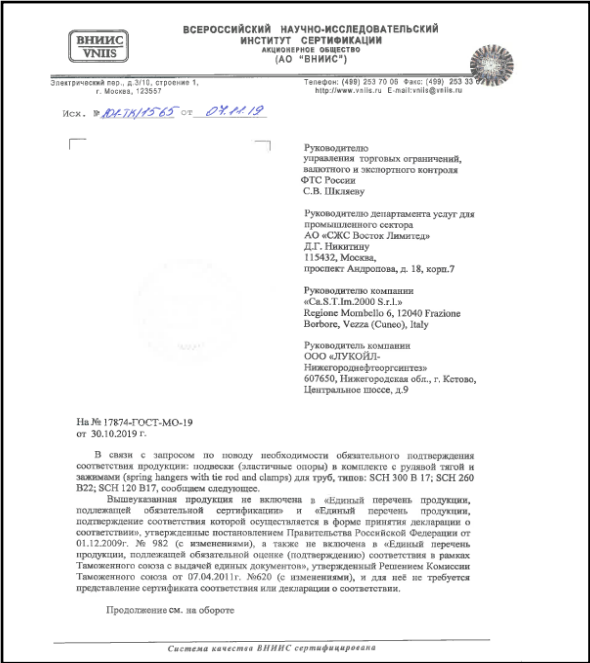 ВНИИС
VNIIS
ВСЕРОССИЙСКИЙ НАУЧНО-ИССЛЕДОВАТЕЛЬСКИЙ
ИНСТИТУТ СЕРТИФИКАЦИИ
АКЦИОНЕРНОЕ ОБЩЕСТВО
(АО "ВНИИС")
Электрический пер., д.3/10, строение 1,
г. Москва, 123557
Телефон: (499) 253 70 06 Факс: (499) 253 33
http://www.vniis.ru E-mail:vniis@vniis.ru
Исх. № 101-ТК/1565 от 07.11.19
Руководителю
управления торговых ограничений,
валютного и экспортного контроля
ФТС России
С.В. Шкляеву
Руководителю департамента услуг для
промышленного сектора
АО «СЖС Восток Лимитед»
Д.Г. Никитину
115432, Москва,
проспект Андропова, д. 18, корп.7
Руководителю компании
«Ca.S.T.Im.2000 S.r.l.»
Regione Mombello 6, 12040 Frazione
Borbore, Vezza (Cuneo), Italy
Руководитель компании
ООО «ЛУКОЙЛ-
Нижегороднефтеоргсинтез»
607650, Нижегородская обл., г. Кстово,
Центральное шоссе, д.9
На № 17874-ГОСТ-МО-19
от 30.10.2019 г.
В связи с запросом по поводу необходимости обязательного подтверждения
соответствия продукции: подвески (эластичные опоры) в комплекте с рулевой тягой и
зажимами (spring hangers with tie rod and clamps) для труб, типов: SCH 300 B 17; SCH 260
B22; SCH 120 B17, сообщаем следующее.
Вышеуказанная продукция не включена в «Единый перечень продукции,
подлежащей обязательной сертификации» и «Единый перечень продукции,
подтверждение соответствия которой осуществляется в форме принятия декларации о
соответствии», утвержденные постановлением Правительства Российской Федерации от
01.12.2009г. № 982 (с изменениями), а также не включена в «Единый перечень
продукции, подлежащей обязательной оценке (подтверждению) соответствия в рамках
Таможенного союза с выдачей единых документов», утвержденный Решением Комиссии
Таможенного союза от 07.04.2011г. №620 (с изменениями), и для неё не требуется
представление сертификата соответствия или декларации о соответствии.
Продолжение см. на обороте
Система качества ВНИИС сертифицирована